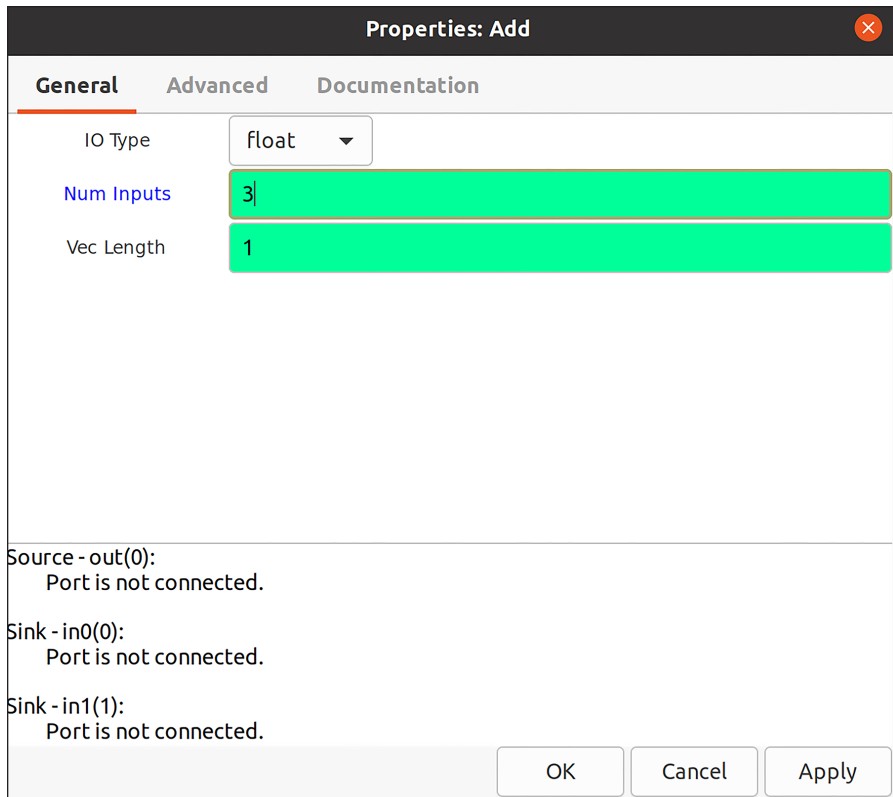 Properties: Add
General Advanced Documentation
IO Type float
Num Inputs 3
Vec Length 1
Source - out(0):
Port is not connected.
Sink - in0(0):
Port is not connected.
Sink - in1(1):
Port is not connected.
OK Cancel Apply